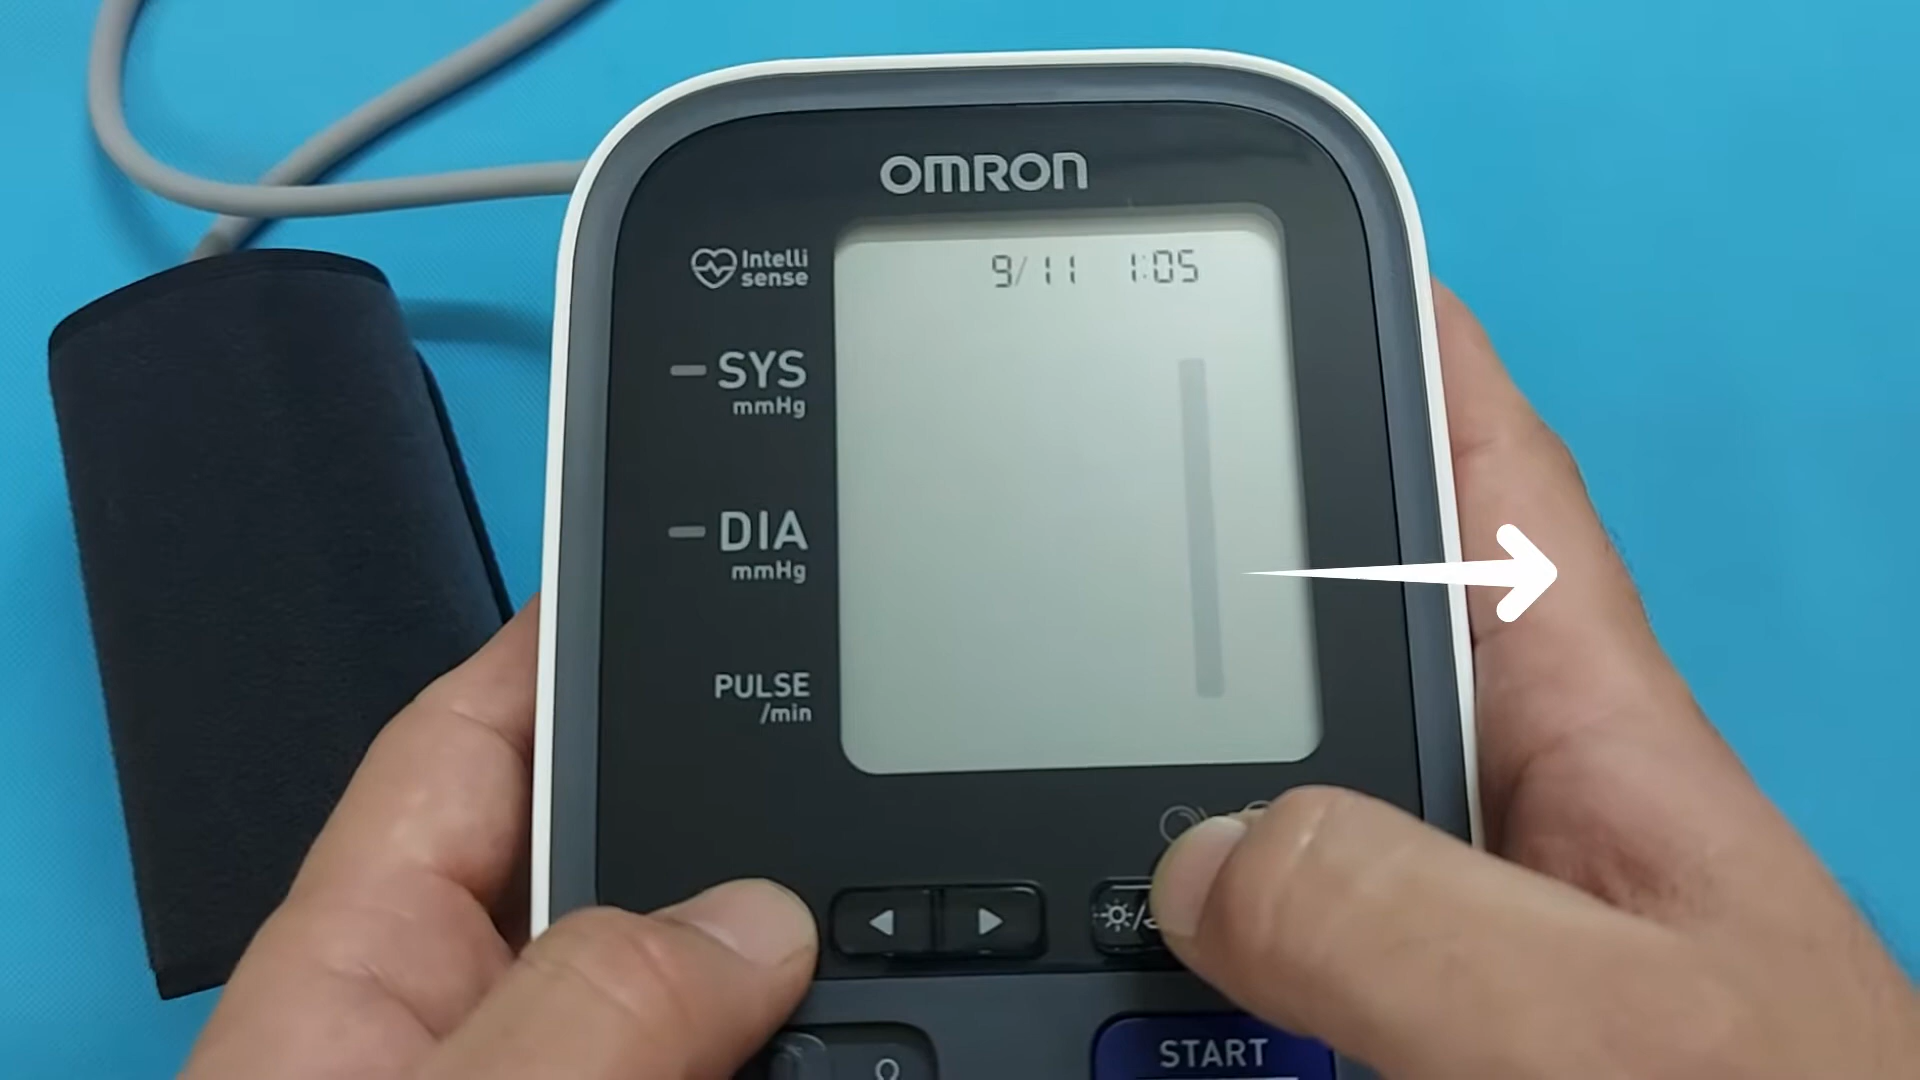 OMRON
Intelli
sense
9/11 1:05
SYS
mmHg
DIA
mmHg
PULSE
/min
START